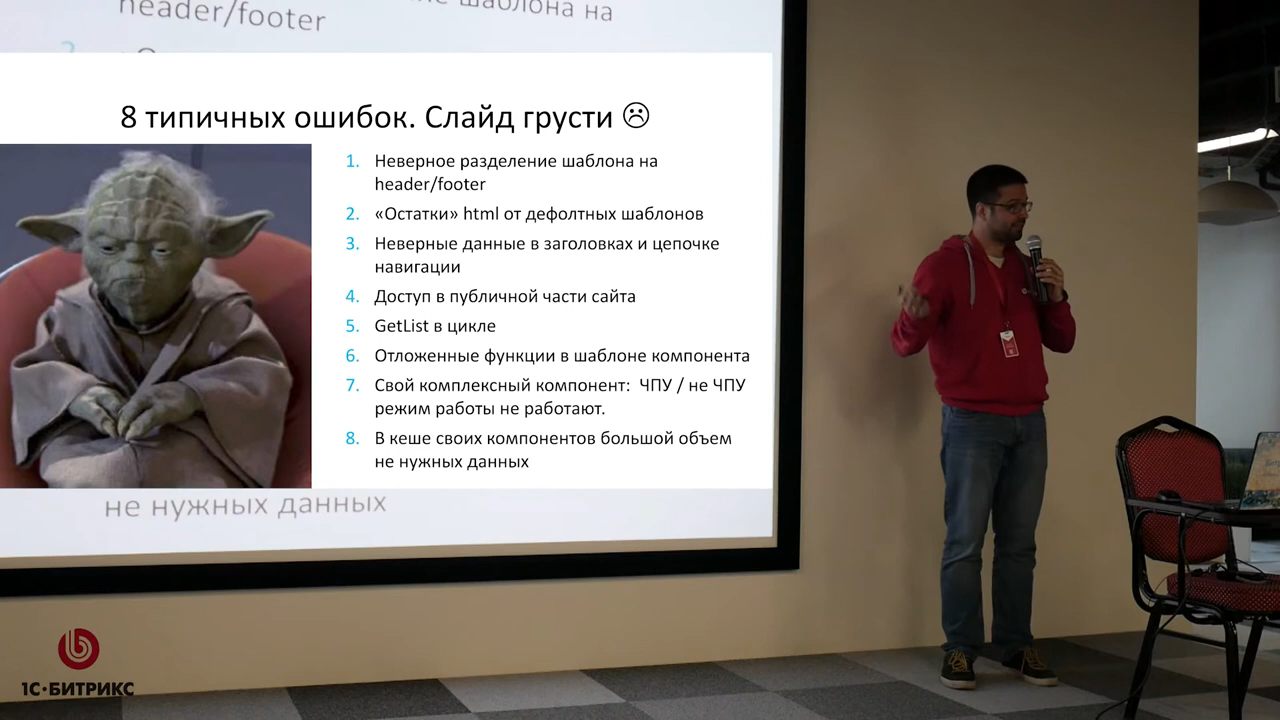 не шаблона на
header/footer
8 типичных ошибок. Слайд грусти ☹
1. Неверное разделение шаблона на
header/footer
2. «Остатки» html от дефолтных шаблонов
3. Неверные данные в заголовках и цепочке
навигации
4. Доступ в публичной части сайта
5. GetList в цикле
6. Отложенные функции в шаблоне компонента
7. Свой комплексный компонент: ЧПУ / не ЧПУ
режим работы не работают.
8. В кеше своих компонентов большой объем
не нужных данных
не нужных данных
1С·БИТРИКС